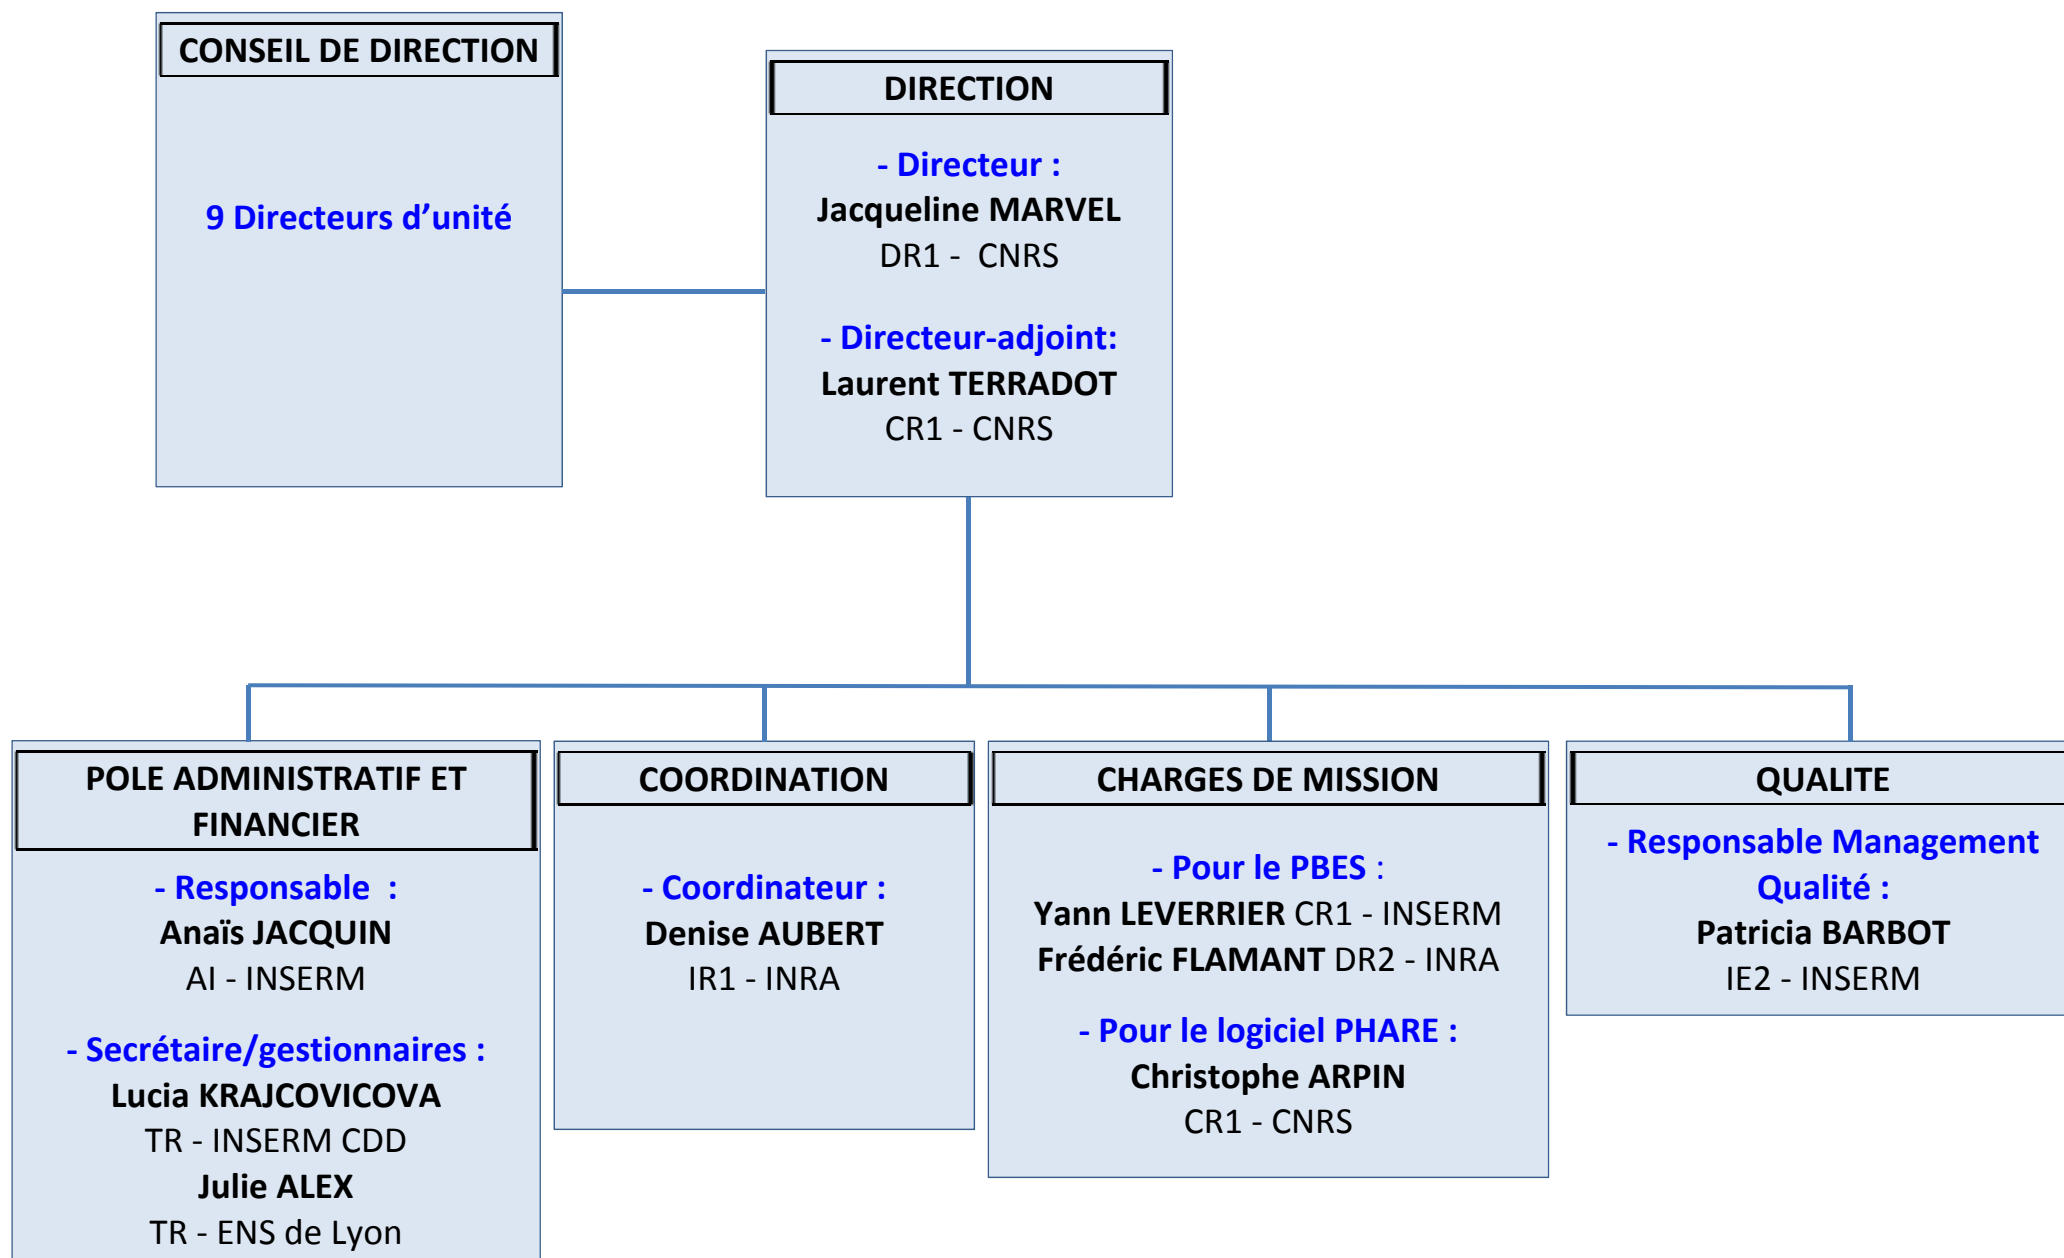 CONSEIL DE DIRECTION
9 Directeurs d’unité
DIRECTION
- Directeur :
Jacqueline MARVEL
DR1 - CNRS
- Directeur-adjoint:
Laurent TERRADOT
CR1 - CNRS
POLE ADMINISTRATIF ET
FINANCIER
- Responsable :
Anaïs JACQUIN
AI - INSERM
- Secrétaire/gestionnaires :
Lucia KRAJCOVICOVA
TR - INSERM CDD
Julie ALEX
TR - ENS de Lyon
COORDINATION
- Coordinateur :
Denise AUBERT
IR1 - INRA
CHARGES DE MISSION
- Pour le PBES :
Yann LEVERRIER CR1 - INSERM
Frédéric FLAMANT DR2 - INRA
- Pour le logiciel PHARE :
Christophe ARPIN
CR1 - CNRS
QUALITE
- Responsable Management
Qualité :
Patricia BARBOT
IE2 - INSERM